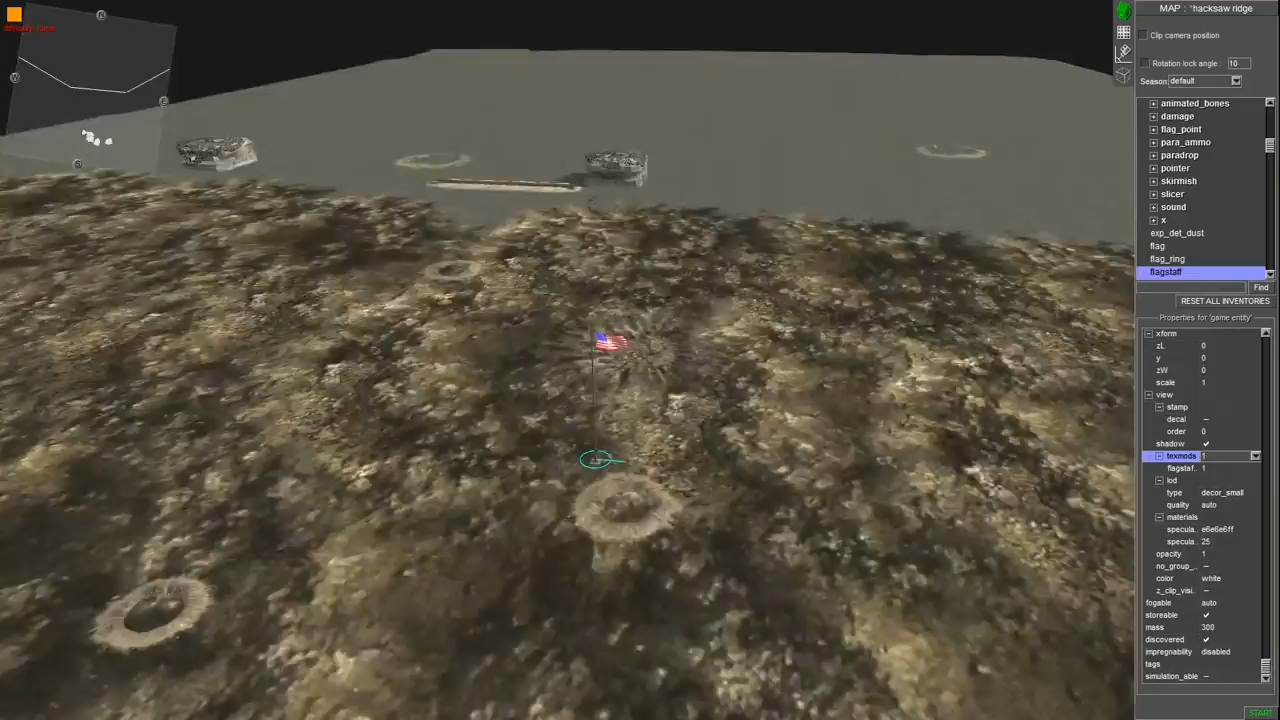 MAP : *hacksaw ridge
Clip camera position
Rotation lock angle : 10
Season: default
animated_bones
damage
flag_point
para_ammo
paradrop
pointer
skirmish
slicer
sound
x
exp_det_dust
flag
flag_ring
flagstaff
Find
RESET ALL INVENTORIES
Properties for 'game entity'
xform
zL 0
y 0
zW 0
scale 1
view
stamp
decal
order 0
shadow
texmods 1
flagstaf.. 1
lod
type decor_small
quality auto
materials
specula.. e6e6e6ff
specula.. 25
opacity 1
no_group_..
color white
z_clip_visi..
fogable auto
storeable
mass 300
discovered
impregnability disabled
tags
simulation_able
START
N
W
E
S